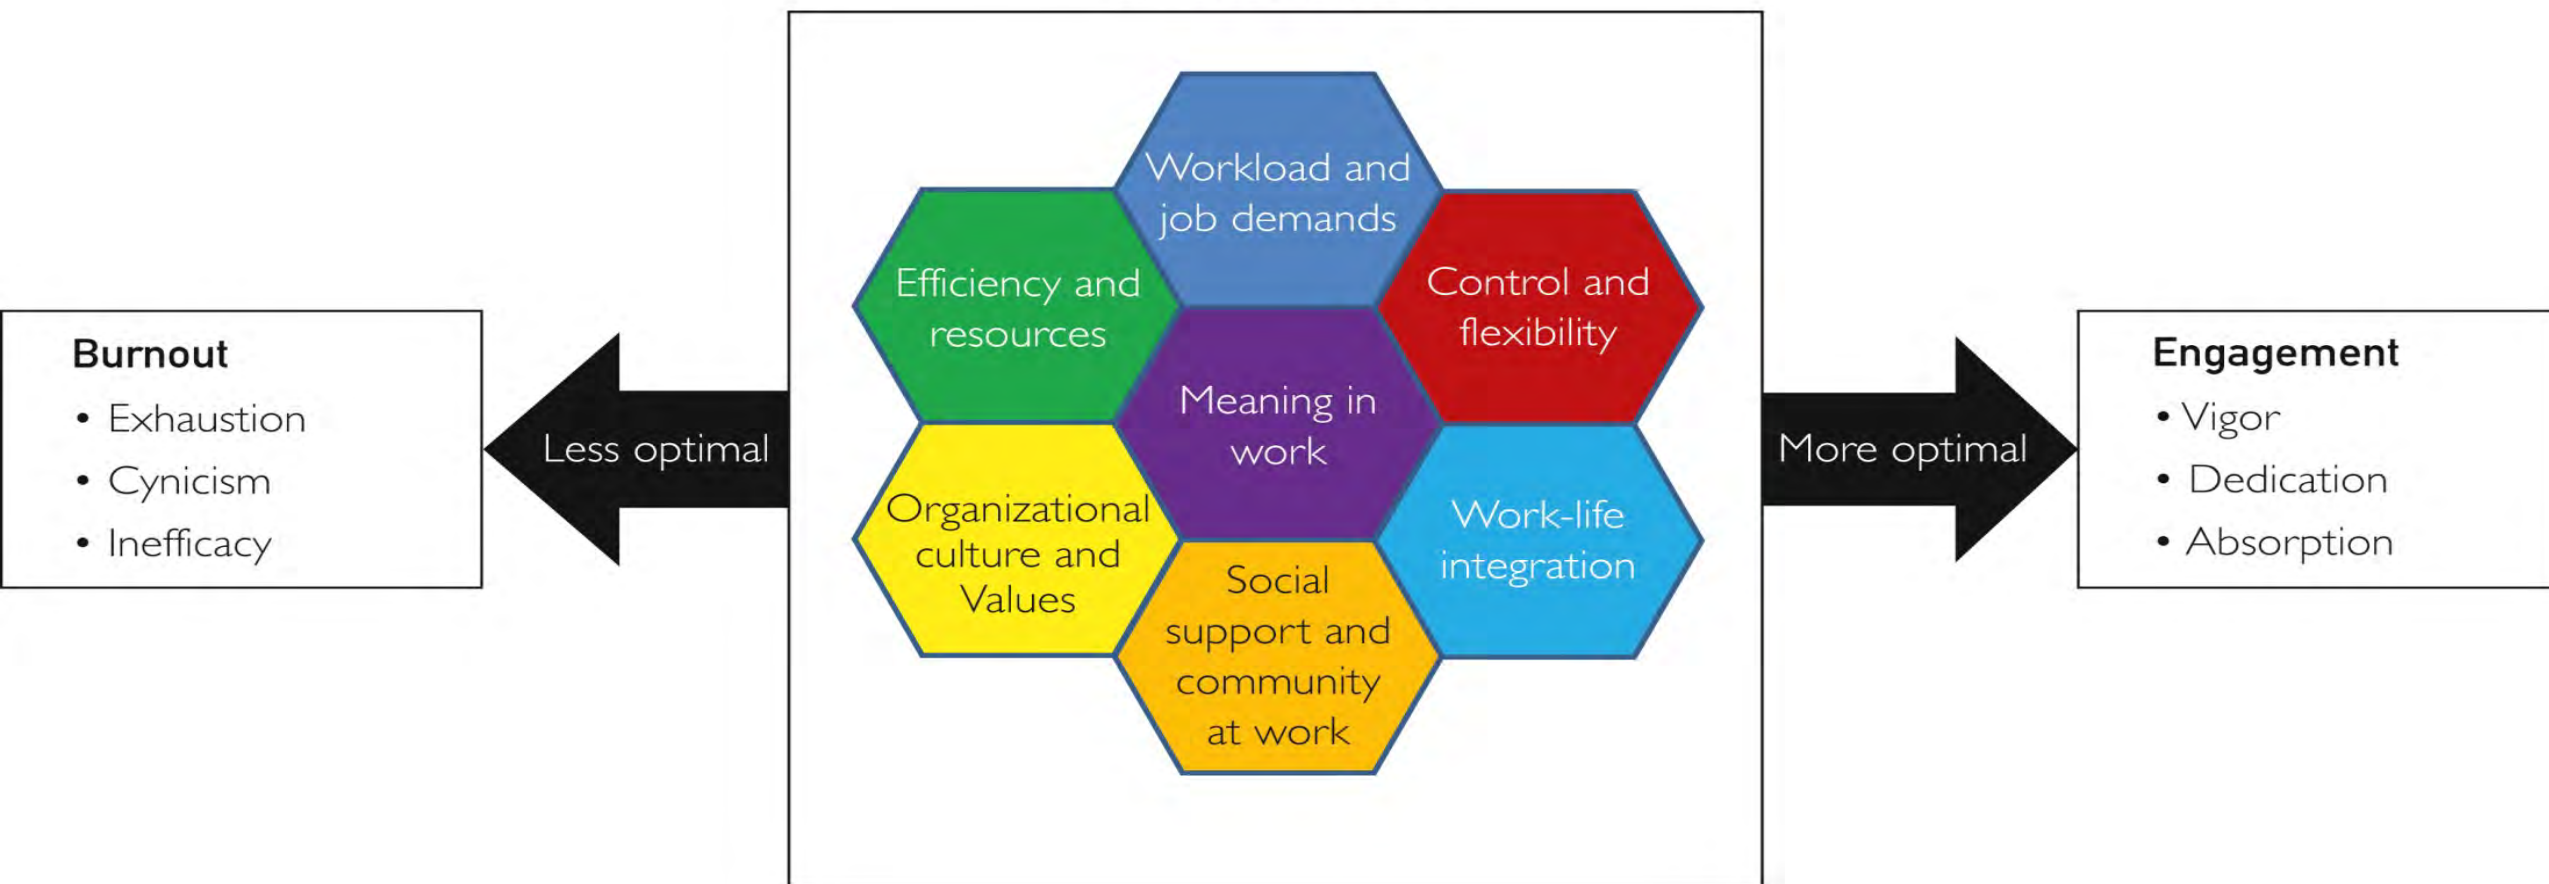 Burnout
• Exhaustion
• Cynicism
• Inefficacy
Less optimal
Workload and
job demands
Efficiency and
resources
Control and
flexibility
Meaning in
work
Organizational
culture and
Values
Work-life
integration
Social
support and
community
at work
More optimal
Engagement
• Vigor
• Dedication
• Absorption